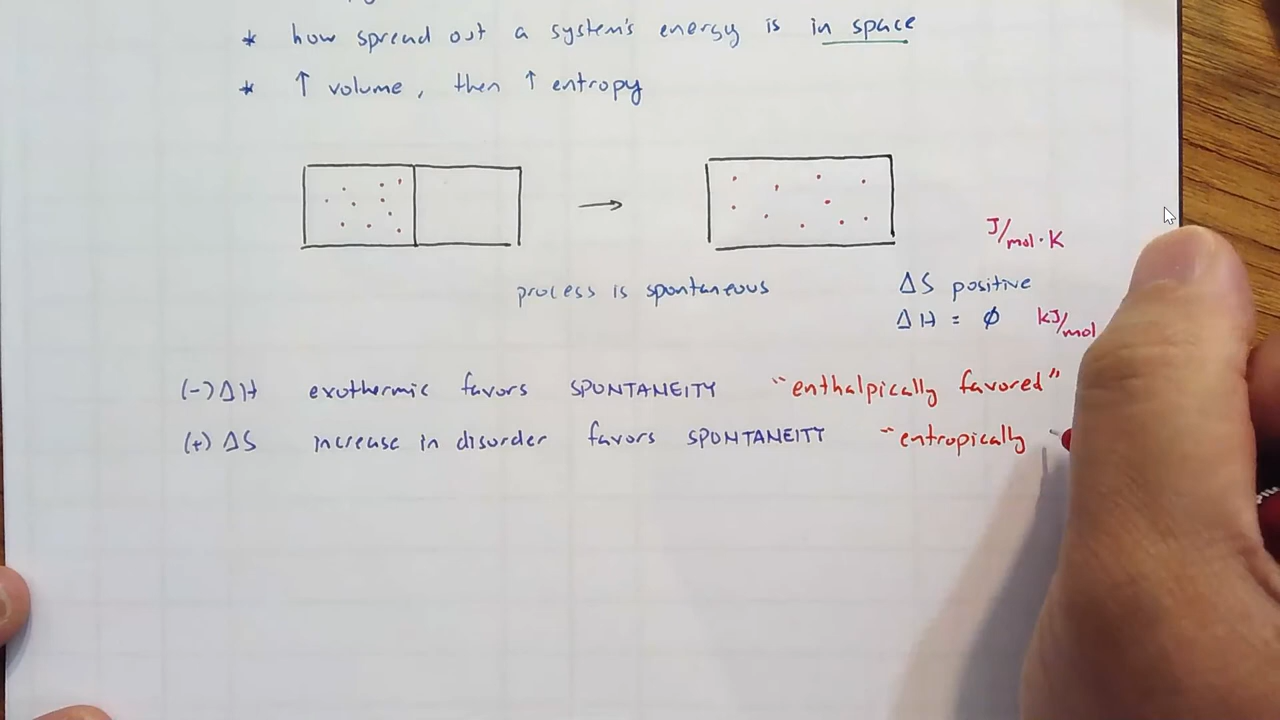 * how spread out a system's energy is in space
* ↑ volume, then ↑ entropy
J/mol·K
process is spontaneous
ΔS positive
ΔH = ϕ kJ/mol
(-) ΔH exothermic favors SPONTANEITY "enthalpically favored"
(+) ΔS increase in disorder favors SPONTANEITY "entropically